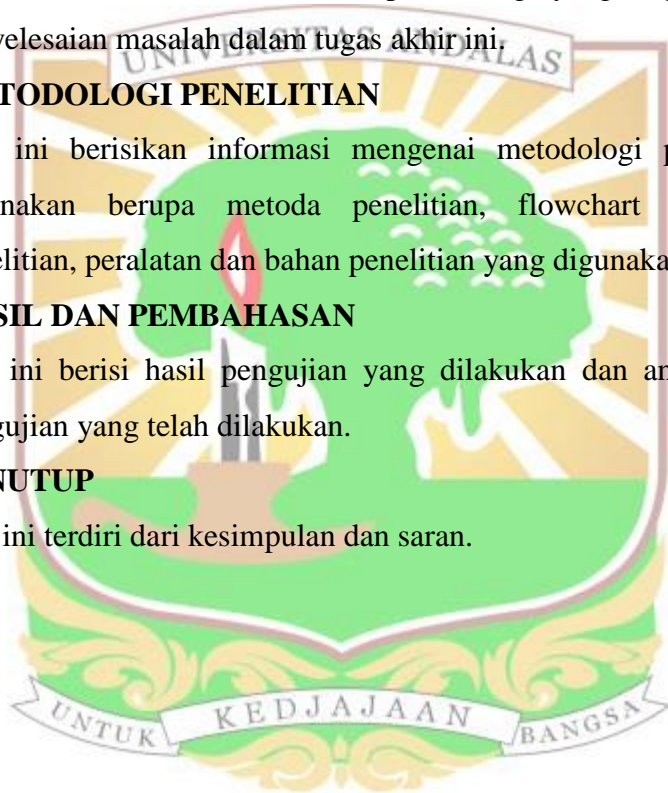 yelesaian masalah dalam tugas akhir ini.
UNIVERSITAS ANDALAS
TODOLOGI PENELITIAN
ini berisikan informasi mengenai metodologi p
nakan berupa metoda penelitian, flowchart
elitian, peralatan dan bahan penelitian yang digunaka
SIL DAN PEMBAHASAN
ini berisi hasil pengujian yang dilakukan dan an
gujian yang telah dilakukan.
NUTUP
ini terdiri dari kesimpulan dan saran.
UNTUK KEDJAJAAN BANGSA